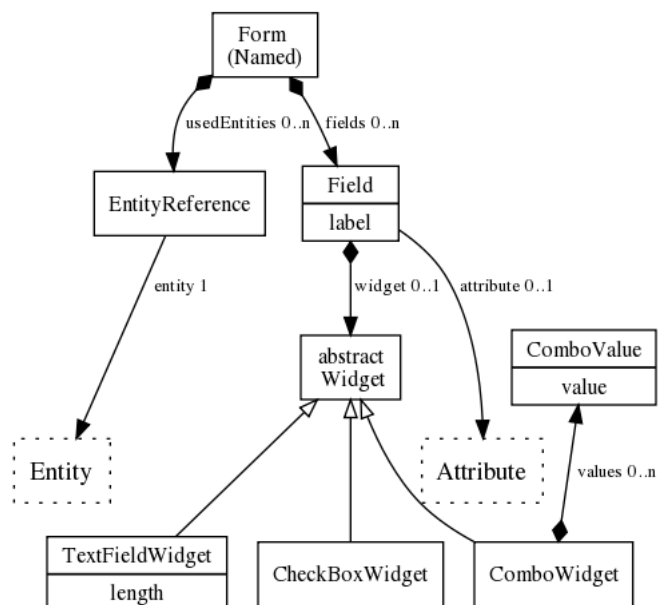 Form
(Named)
usedEntities 0..n
fields 0..n
EntityReference
Field
label
entity 1
widget 0..1
attribute 0..1
abstract
Widget
ComboValue
value
Entity
Attribute
values 0..n
TextFieldWidget
length
CheckBoxWidget
ComboWidget